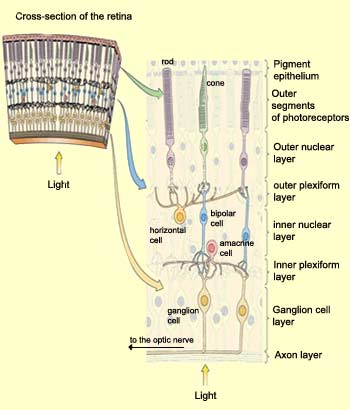 Cross-section of the retina
Light
rod
cone
horizontal
cell
bipolar
cell
amacrine
cell
ganglion
cell
to the optic nerve
Light
Pigment
epithelium
Outer
segments
of photoreceptors
Outer nuclear
layer
outer plexiform
layer
inner nuclear
layer
Inner plexiform
layer
Ganglion cell
layer
Axon layer